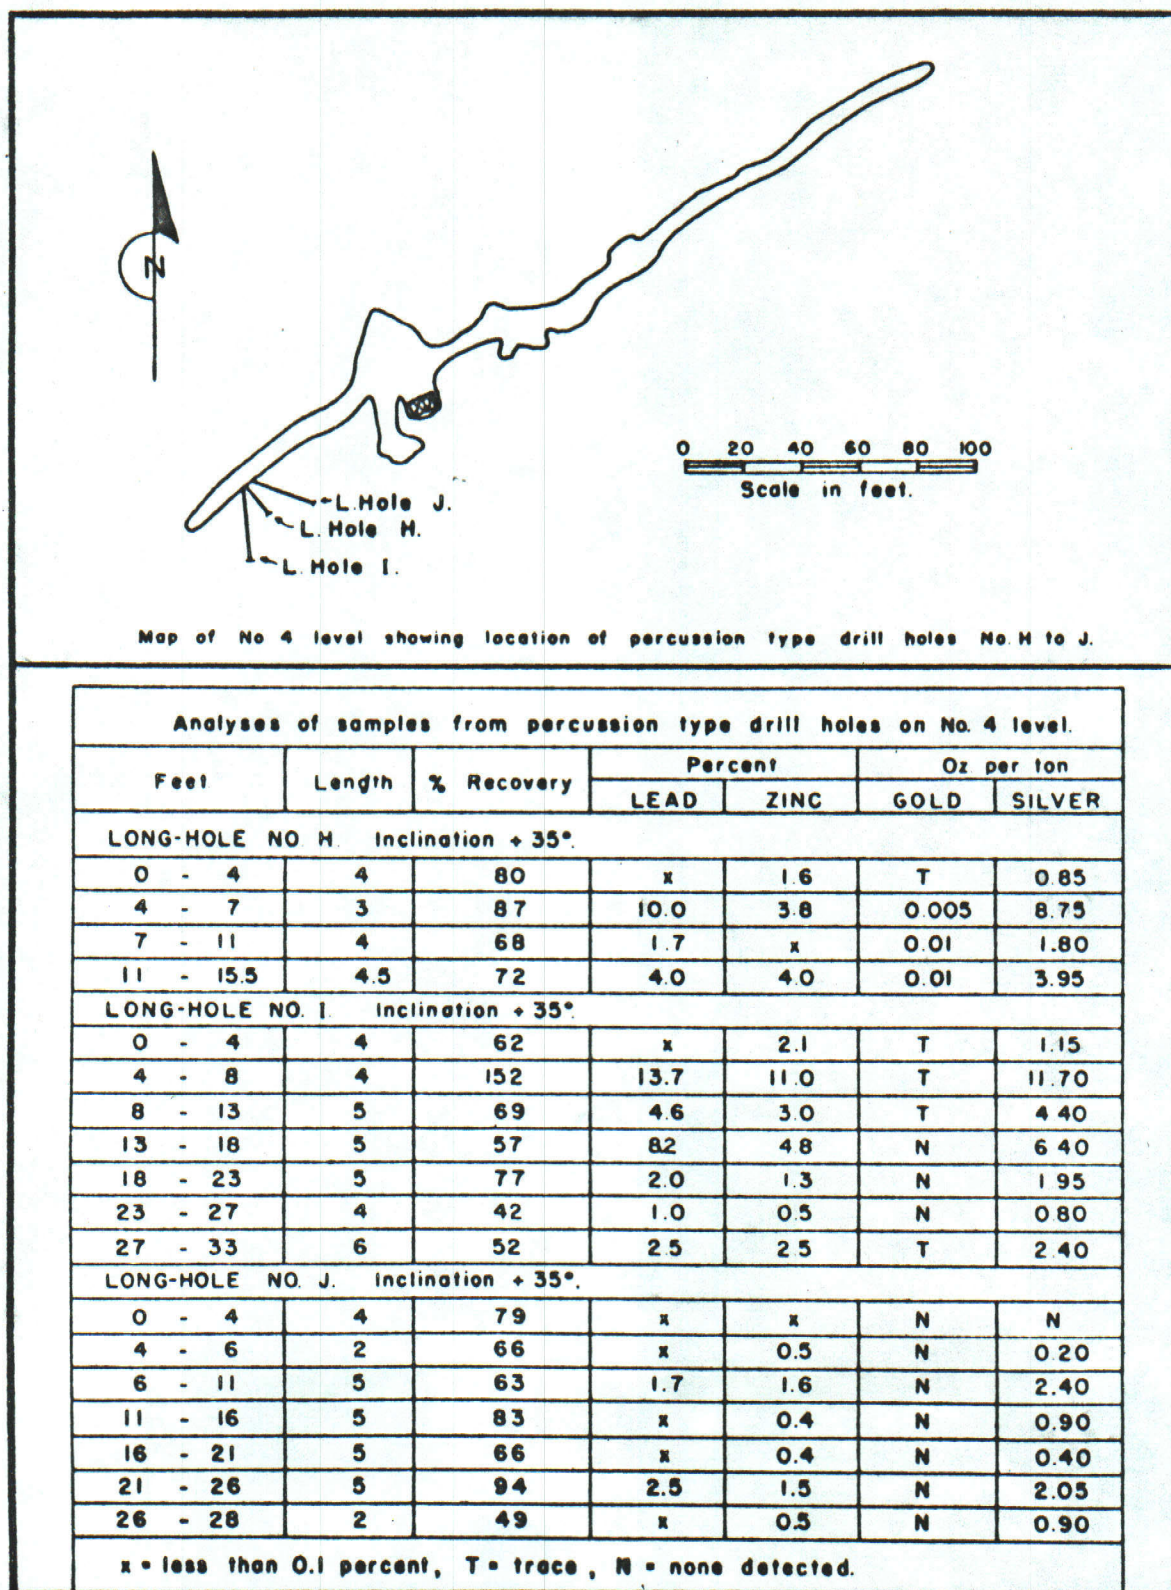 N
0 20 40 60 80 100
Scale in feet.
L. Hole J.
L. Hole H.
L. Hole I.
Map of No 4 level showing location of percussion type drill holes No. H to J.
Analyses of samples from percussion type drill holes on No. 4 level.
Feet Length % Recovery Percent Oz. per ton
LEAD ZINC GOLD SILVER
LONG-HOLE NO. H. Inclination + 35°.
0 - 4 4 80 x 1.6 T 0.85
4 - 7 3 87 10.0 3.8 0.005 8.75
7 - 11 4 68 1.7 x 0.01 1.80
11 - 15.5 4.5 72 4.0 4.0 0.01 3.95
LONG-HOLE NO. I. Inclination + 35°.
0 - 4 4 62 x 2.1 T 1.15
4 - 8 4 152 13.7 11.0 T 11.70
8 - 13 5 69 4.6 3.0 T 4.40
13 - 18 5 57 8.2 4.8 N 6.40
18 - 23 5 77 2.0 1.3 N 1.95
23 - 27 4 42 1.0 0.5 N 0.80
27 - 33 6 52 2.5 2.5 T 2.40
LONG-HOLE NO. J. Inclination + 35°.
0 - 4 4 79 x x N N
4 - 6 2 66 x 0.5 N 0.20
6 - 11 5 63 1.7 1.6 N 2.40
11 - 16 5 83 x 0.4 N 0.90
16 - 21 5 66 x 0.4 N 0.40
21 - 26 5 94 2.5 1.5 N 2.05
26 - 28 2 49 x 0.5 N 0.90
x = less than 0.1 percent, T = trace, N = none detected.